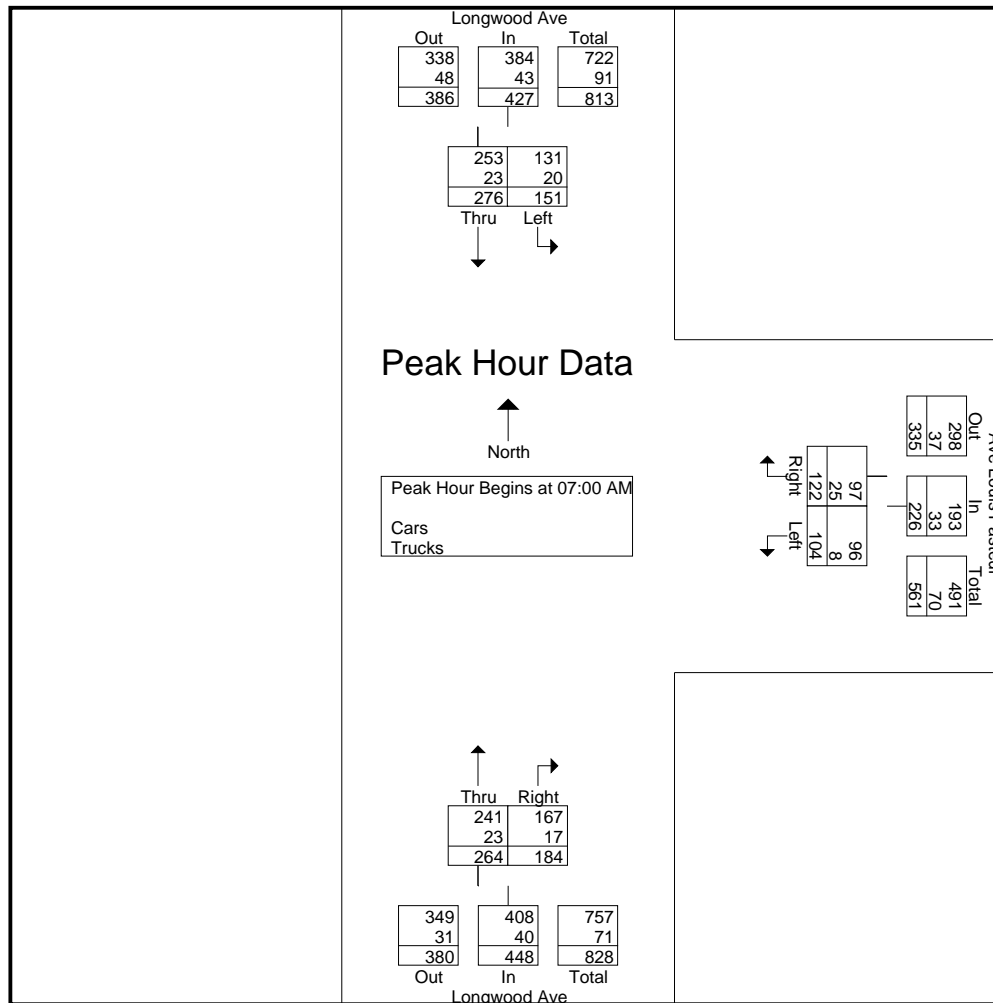 Longwood Ave
Out In Total
338 384 722
48 43 91
386 427 813
253 131
23 20
276 151
Thru Left
Peak Hour Data
North
Peak Hour Begins at 07:00 AM
Cars
Trucks
Right Left
122 104
25 8
97 96
Out In Total
335 226 561
37 33 70
298 193 491
Thru Right
241 167
23 17
264 184
349 408 757
31 40 71
380 448 828
Out In Total
Longwood Ave